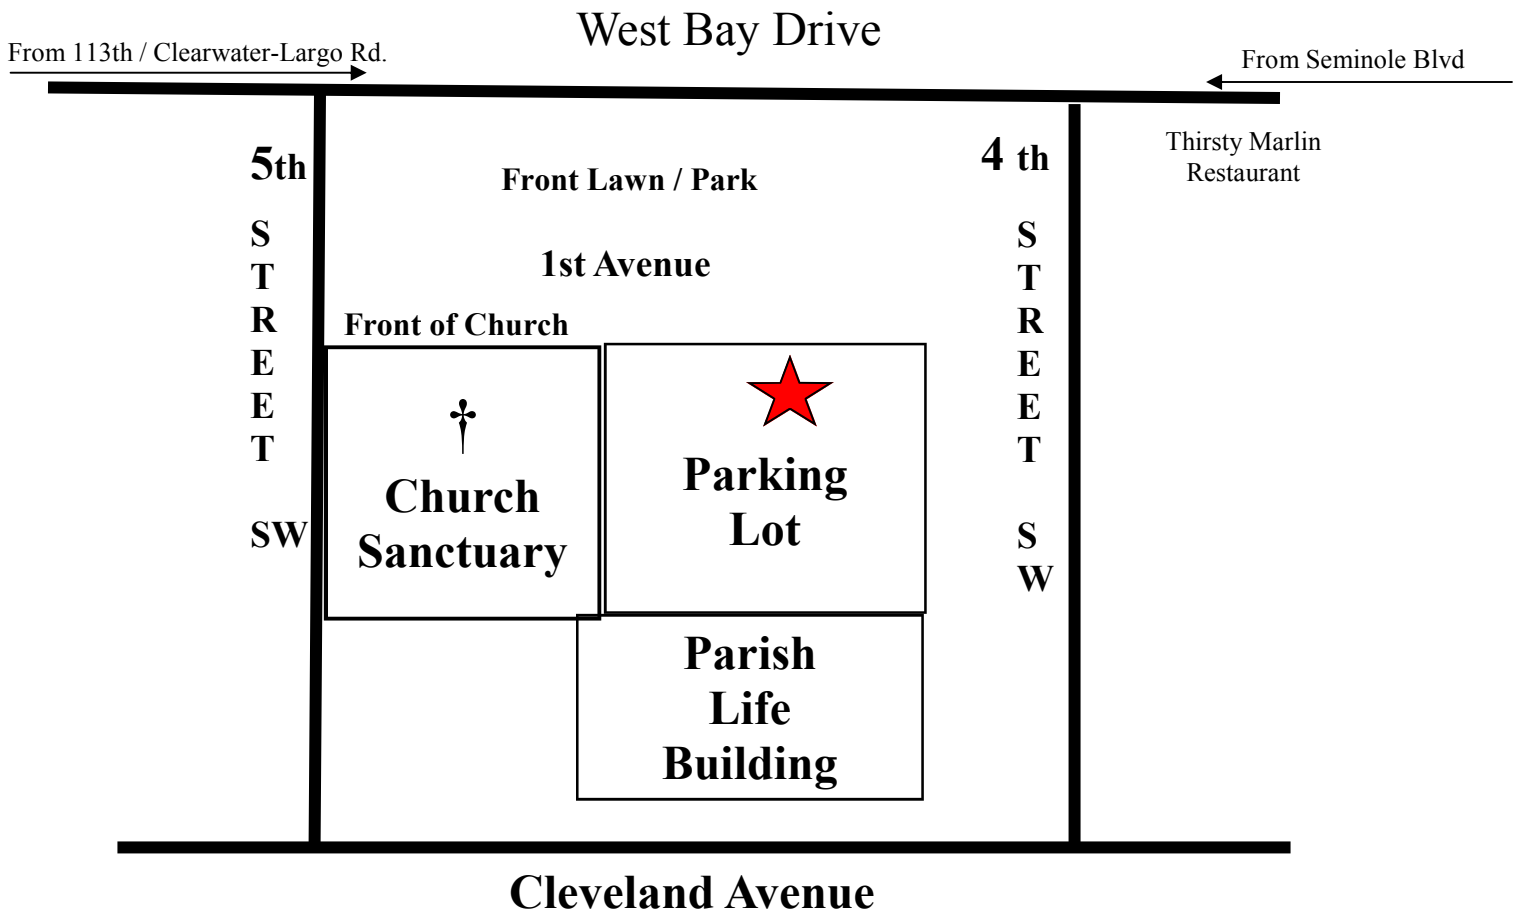 West Bay Drive
From 113th / Clearwater-Largo Rd.
From Seminole Blvd
Thirsty Marlin
Restaurant
5th
S
T
R
E
E
T
SW
Front Lawn / Park
1st Avenue
4 th
S
T
R
E
E
T
S
W
Front of Church
Church
Sanctuary
Parking
Lot
Parish
Life
Building
Cleveland Avenue